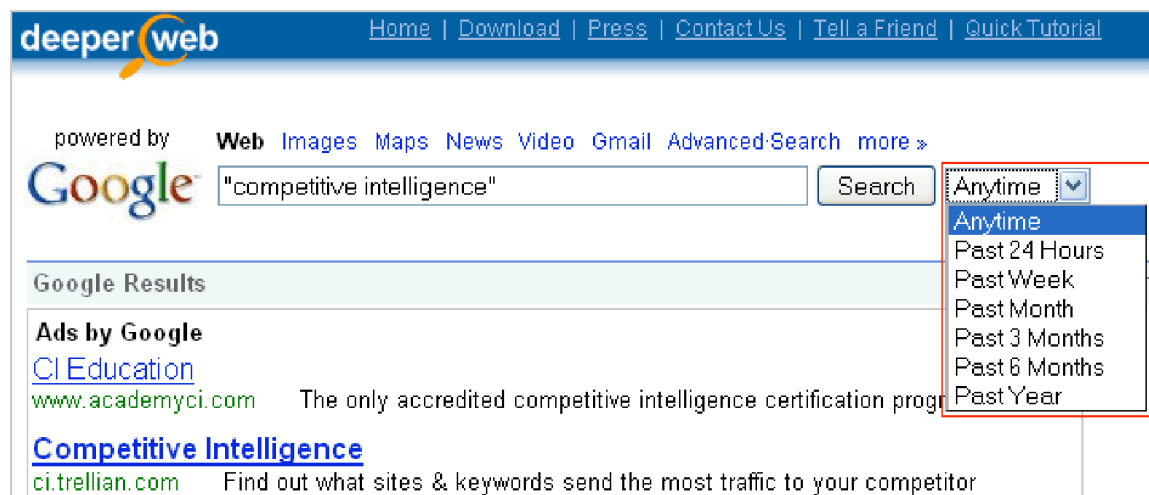 deeper web Home | Download | Press | Contact Us | Tell a Friend | Quick Tutorial
powered by Web Images Maps News Video Gmail Advanced-Search more »
Google "competitive intelligence" Search Anytime
Anytime
Past 24 Hours
Past Week
Past Month
Past 3 Months
Past 6 Months
Past Year
Google Results
Ads by Google
CI Education
www.academyci.com The only accredited competitive intelligence certification
Competitive Intelligence
ci.trellian.com Find out what sites & keywords send the most traffic to your competitor